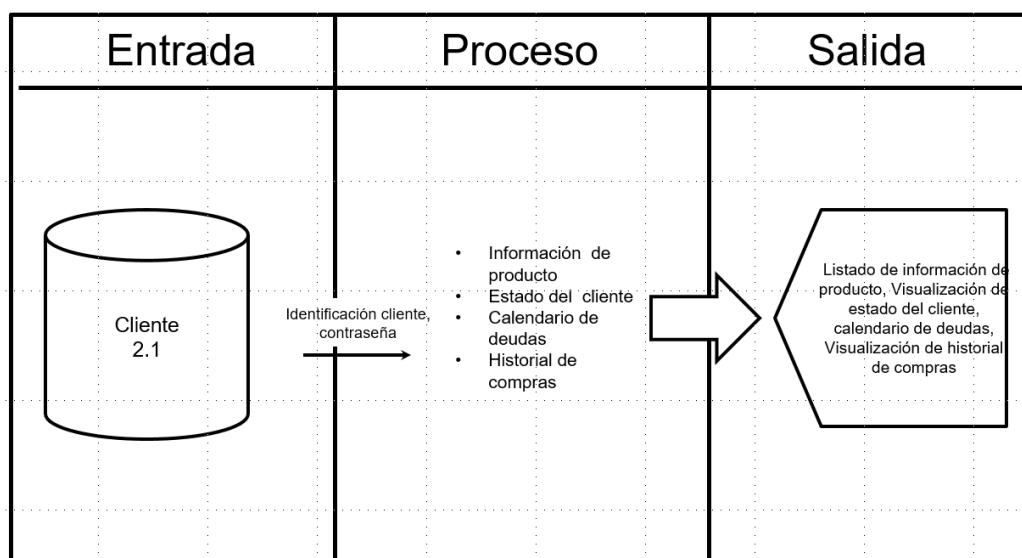 Entrada
Proceso
Salida
Cliente
2.1
Identificación cliente,
contraseña
• Información de
producto
• Estado del cliente
• Calendario de
deudas
• Historial de
compras
Listado de información de
producto, Visualización de
estado del cliente,
calendario de deudas,
Visualización de historial
de compras